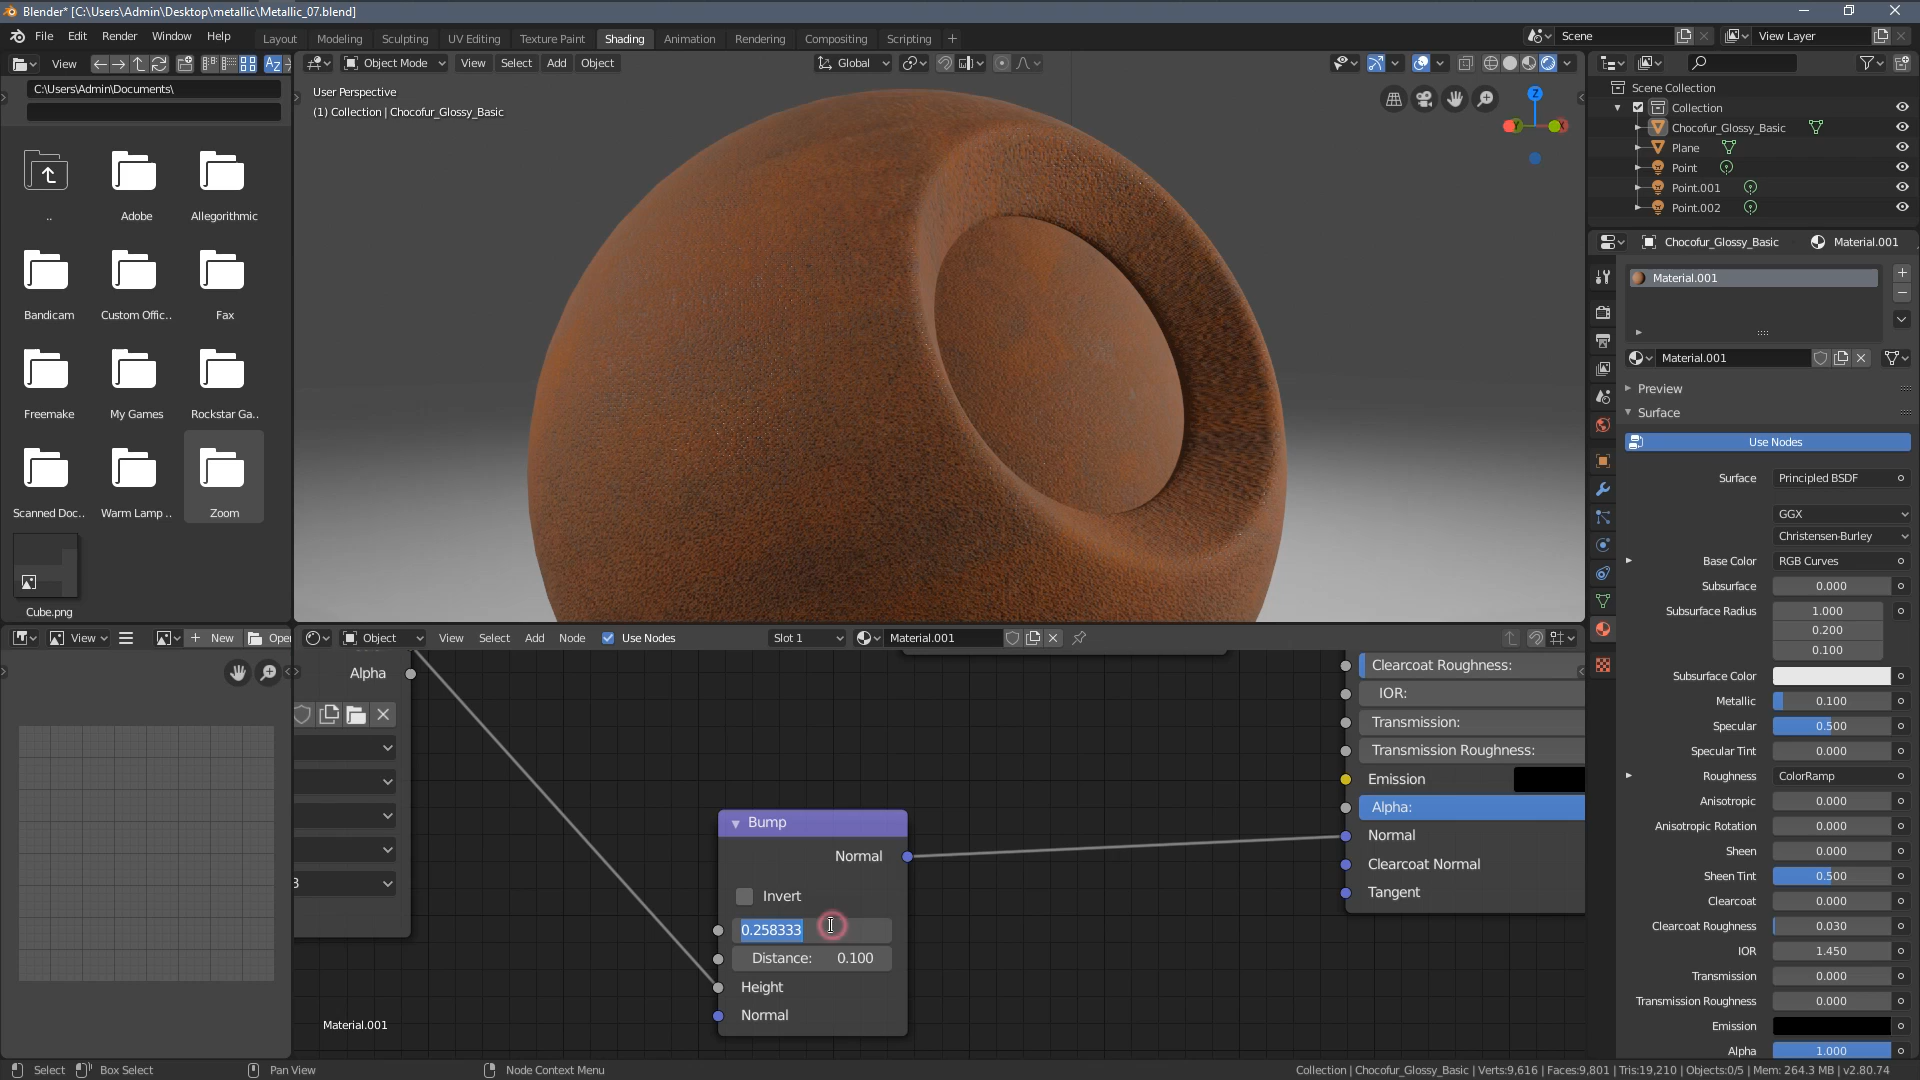 Blender* [C:\Users\Admin\Desktop\metallic\Metallic_07.blend]
File Edit Render Window Help
Layout Modeling Sculpting UV Editing Texture Paint Shading Animation Rendering Compositing Scripting +
Scene
View Layer
View
Object Mode View Select Add Object
Global
C:\Users\Admin\Documents\
User Perspective
(1) Collection | Chocofur_Glossy_Basic
Z
Y
X
..
Adobe
Allegorithmic
Bandicam
Custom Offic..
Fax
Freemake
My Games
Rockstar Ga..
Scanned Doc..
Warm Lamp ..
Zoom
Cube.png
Scene Collection
Collection
Chocofur_Glossy_Basic
Plane
Point
Point.001
Point.002
Chocofur_Glossy_Basic Material.001
Material.001
Material.001
Preview
Surface
Use Nodes
Surface Principled BSDF
GGX
Christensen-Burley
Base Color RGB Curves
Subsurface 0.000
Subsurface Radius 1.000
0.200
0.100
Subsurface Color
Metallic 0.100
Specular 0.500
Specular Tint 0.000
Roughness ColorRamp
Anisotropic 0.000
Anisotropic Rotation 0.000
Sheen 0.000
Sheen Tint 0.500
Clearcoat 0.000
Clearcoat Roughness 0.030
IOR 1.450
Transmission 0.000
Transmission Roughness 0.000
Emission
Alpha 1.000
View New Open
Object View Select Add Node Use Nodes Slot 1 Material.001
Alpha
Bump
Normal
Invert
0.258333
Distance: 0.100
Height
Normal
Clearcoat Roughness:
IOR:
Transmission:
Transmission Roughness:
Emission
Alpha:
Normal
Clearcoat Normal
Tangent
Material.001
Select Box Select Pan View Node Context Menu
Collection | Chocofur_Glossy_Basic | Verts:9,616 | Faces:9,801 | Tris:19,210 | Objects:0/5 | Mem: 264.3 MB | v2.80.74